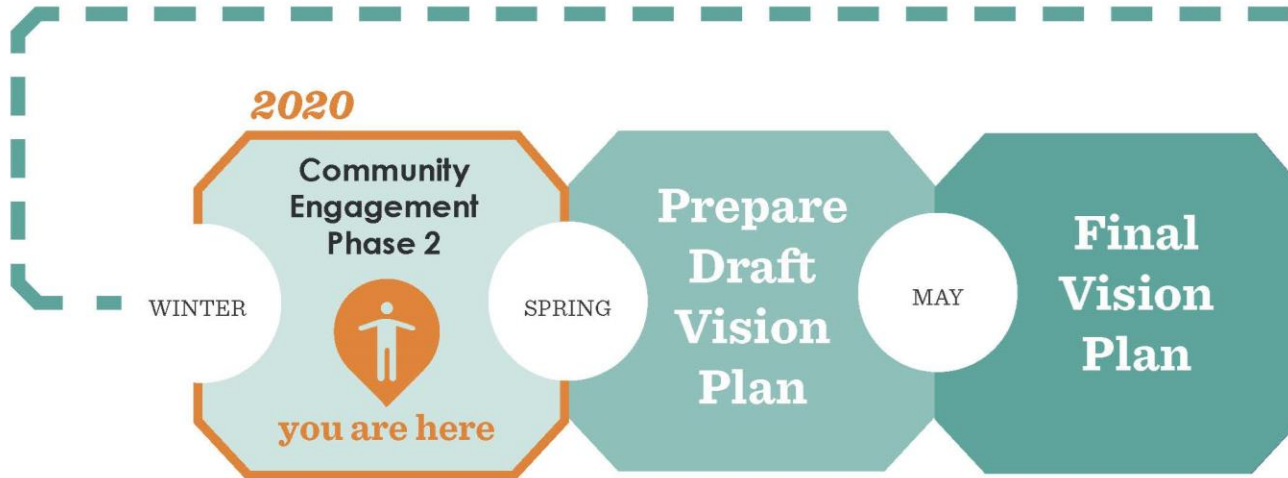 2020
Community
Engagement
Phase 2
WINTER
you are here
SPRING
Prepare
Draft
Vision
Plan
MAY
Final
Vision
Plan